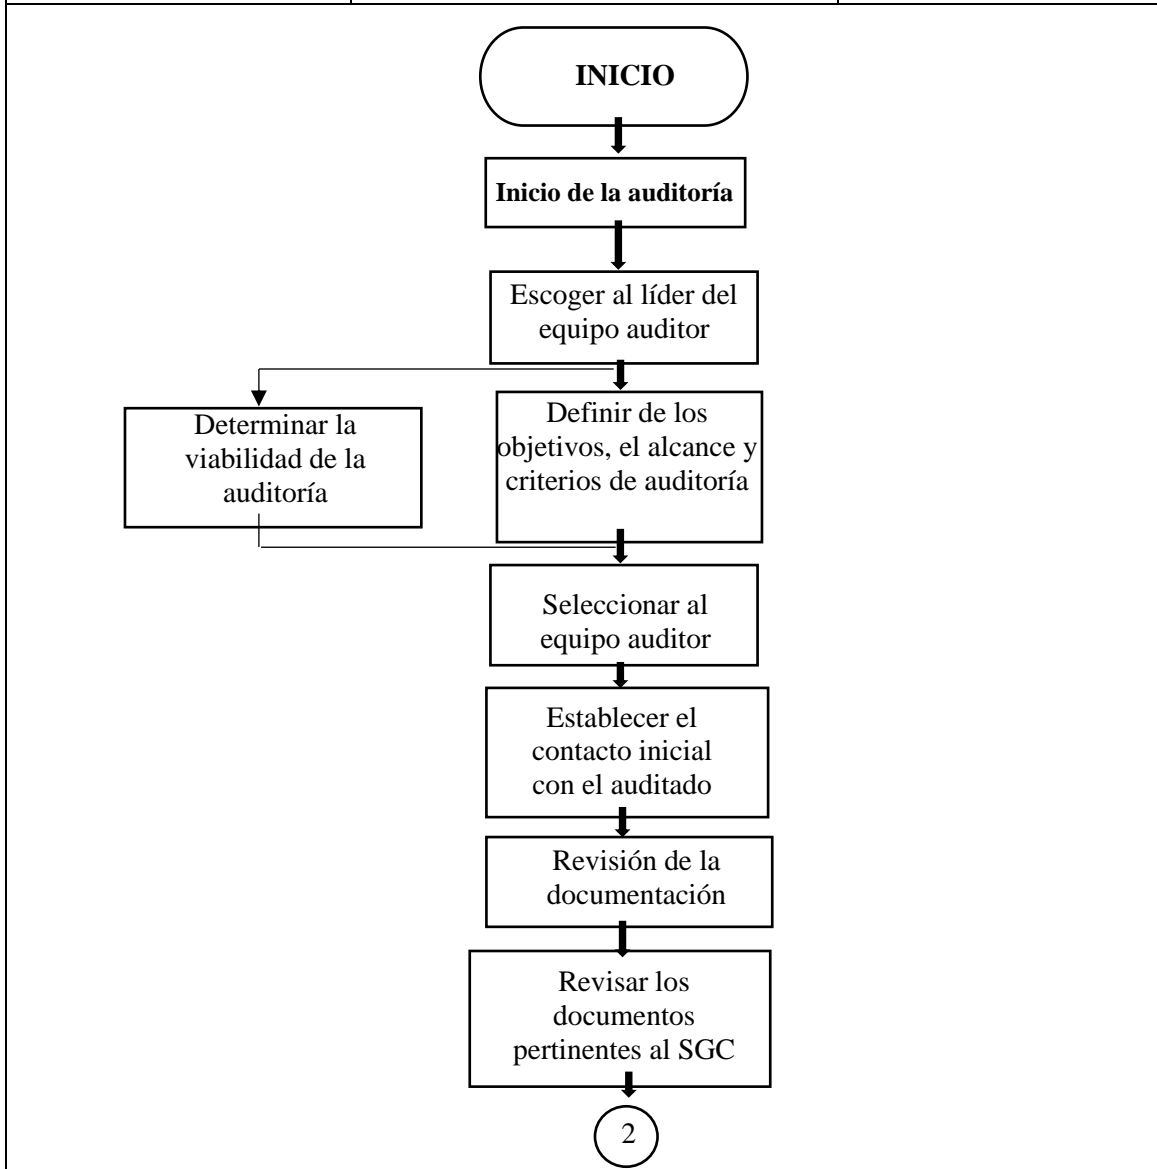 INICIO
Inicio de la auditoría
Escoger al líder del
equipo auditor
Determinar la
viabilidad de la
auditoría
Definir de los
objetivos, el alcance y
criterios de auditoría
Seleccionar al
equipo auditor
Establecer el
contacto inicial
con el auditado
Revisión de la
documentación
Revisar los
documentos
pertinentes al SGC
2